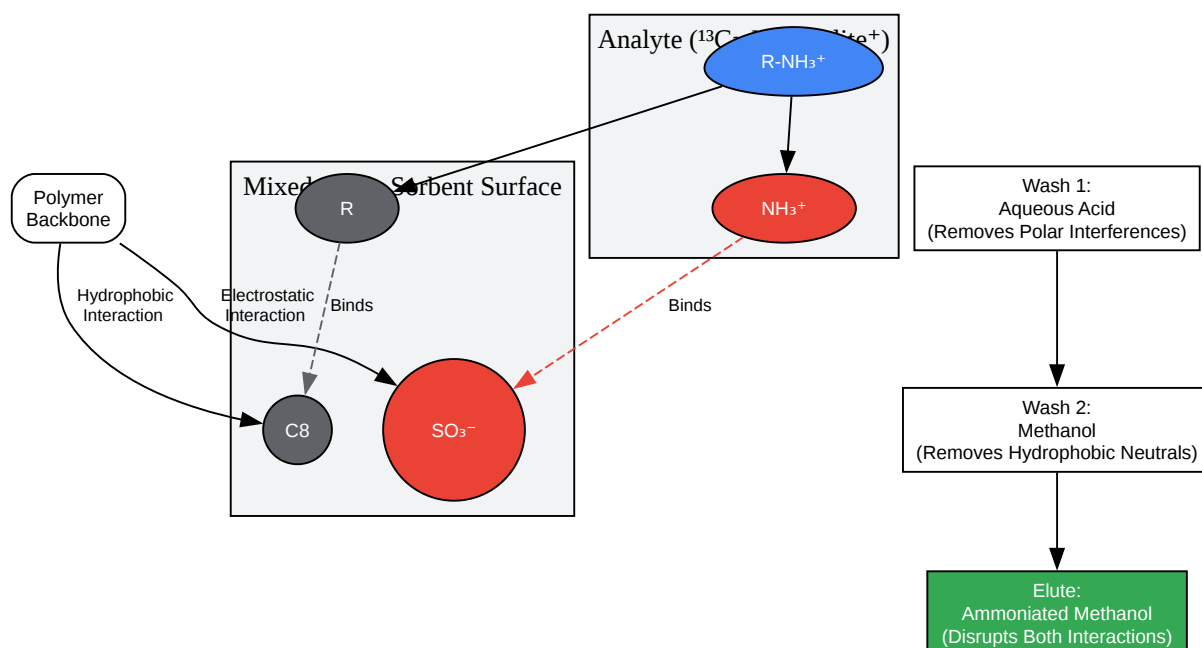 Analyte (¹³C
lite⁺)
R-NH₃⁺
Mixed
Sorbent Surface
R
NH₃⁺
Polymer
Backbone
Hydrophobic
Interaction
Electrostatic
Interaction
Binds
Binds
C8
SO₃⁻
Wash 1:
Aqueous Acid
(Removes Polar Interferences)
Wash 2:
Methanol
(Removes Hydrophobic Neutrals)
Elute:
Ammoniated Methanol
(Disrupts Both Interactions)